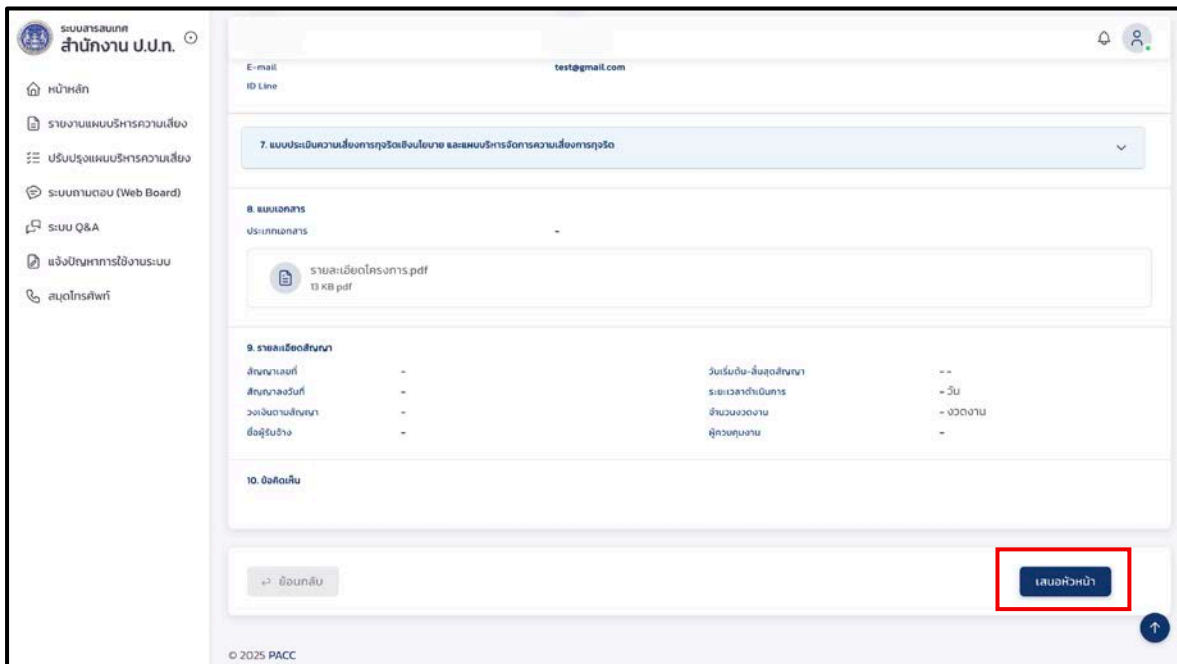 ระบบสารสนเทศ
สำนักงาน ป.ป.ท.
หน้าหลัก
รายงานแผนบริหารความเสี่ยง
ปรับปรุงแผนบริหารความเสี่ยง
ระบบถามตอบ (Web Board)
ระบบ Q&A
แจ้งปัญหาการใช้งานระบบ
สมุดโทรศัพท์
E-mail test@gmail.com
ID Line
7. แบบประเมินความเสี่ยงการทุจริตเชิงนโยบาย และแผนบริหารจัดการความเสี่ยงการทุจริต
8. แนบเอกสาร
ประเภทเอกสาร -
รายละเอียดโครงการ.pdf
13 KB pdf
9. รายละเอียดสัญญา
สัญญาเลขที่ - วันเริ่มต้น-สิ้นสุดสัญญา - -
สัญญาลงวันที่ - ระยะเวลาดำเนินการ - วัน
วงเงินตามสัญญา - จำนวนงวดงาน - งวดงาน
ชื่อผู้รับจ้าง - ผู้ควบคุมงาน -
10. ข้อคิดเห็น
ย้อนกลับ เสนอหัวหน้า
© 2025 PACC